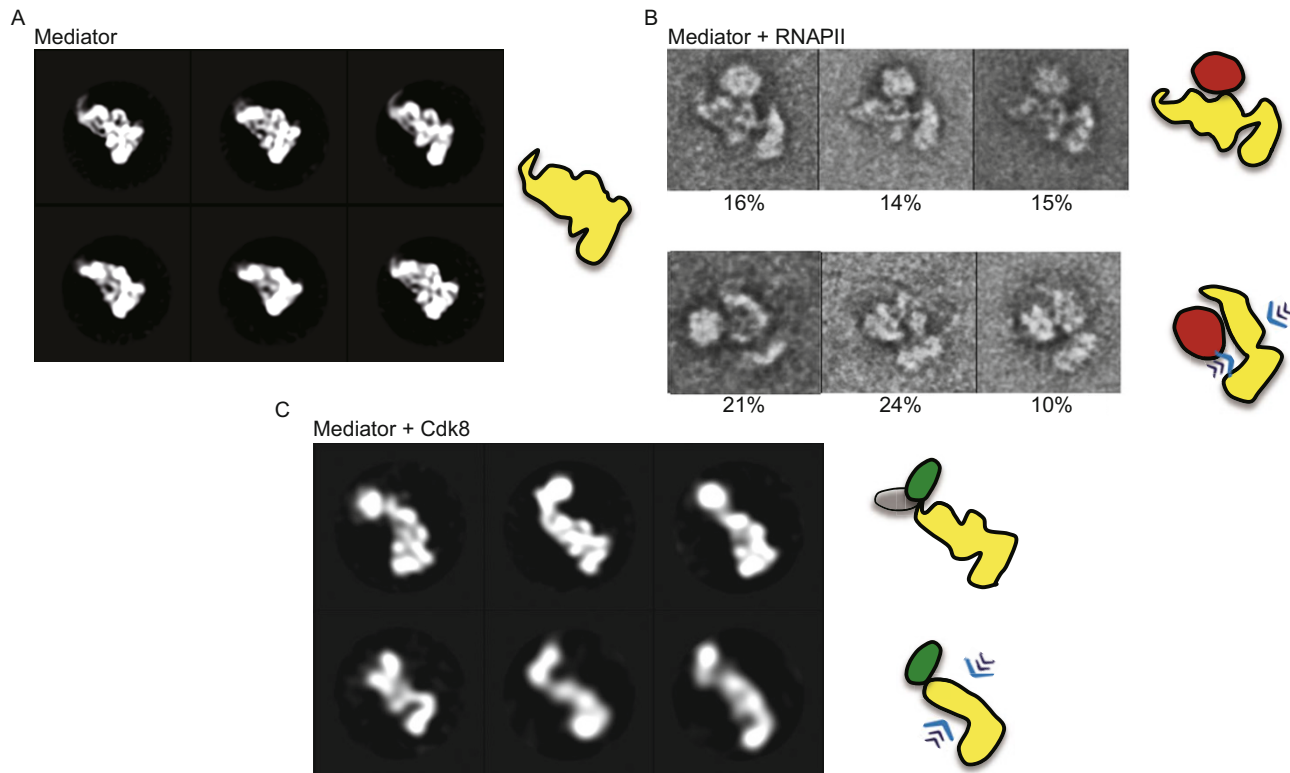 A
Mediator
B
Mediator + RNAPII
16% 14% 15%
21% 24% 10%
C
Mediator + Cdk8